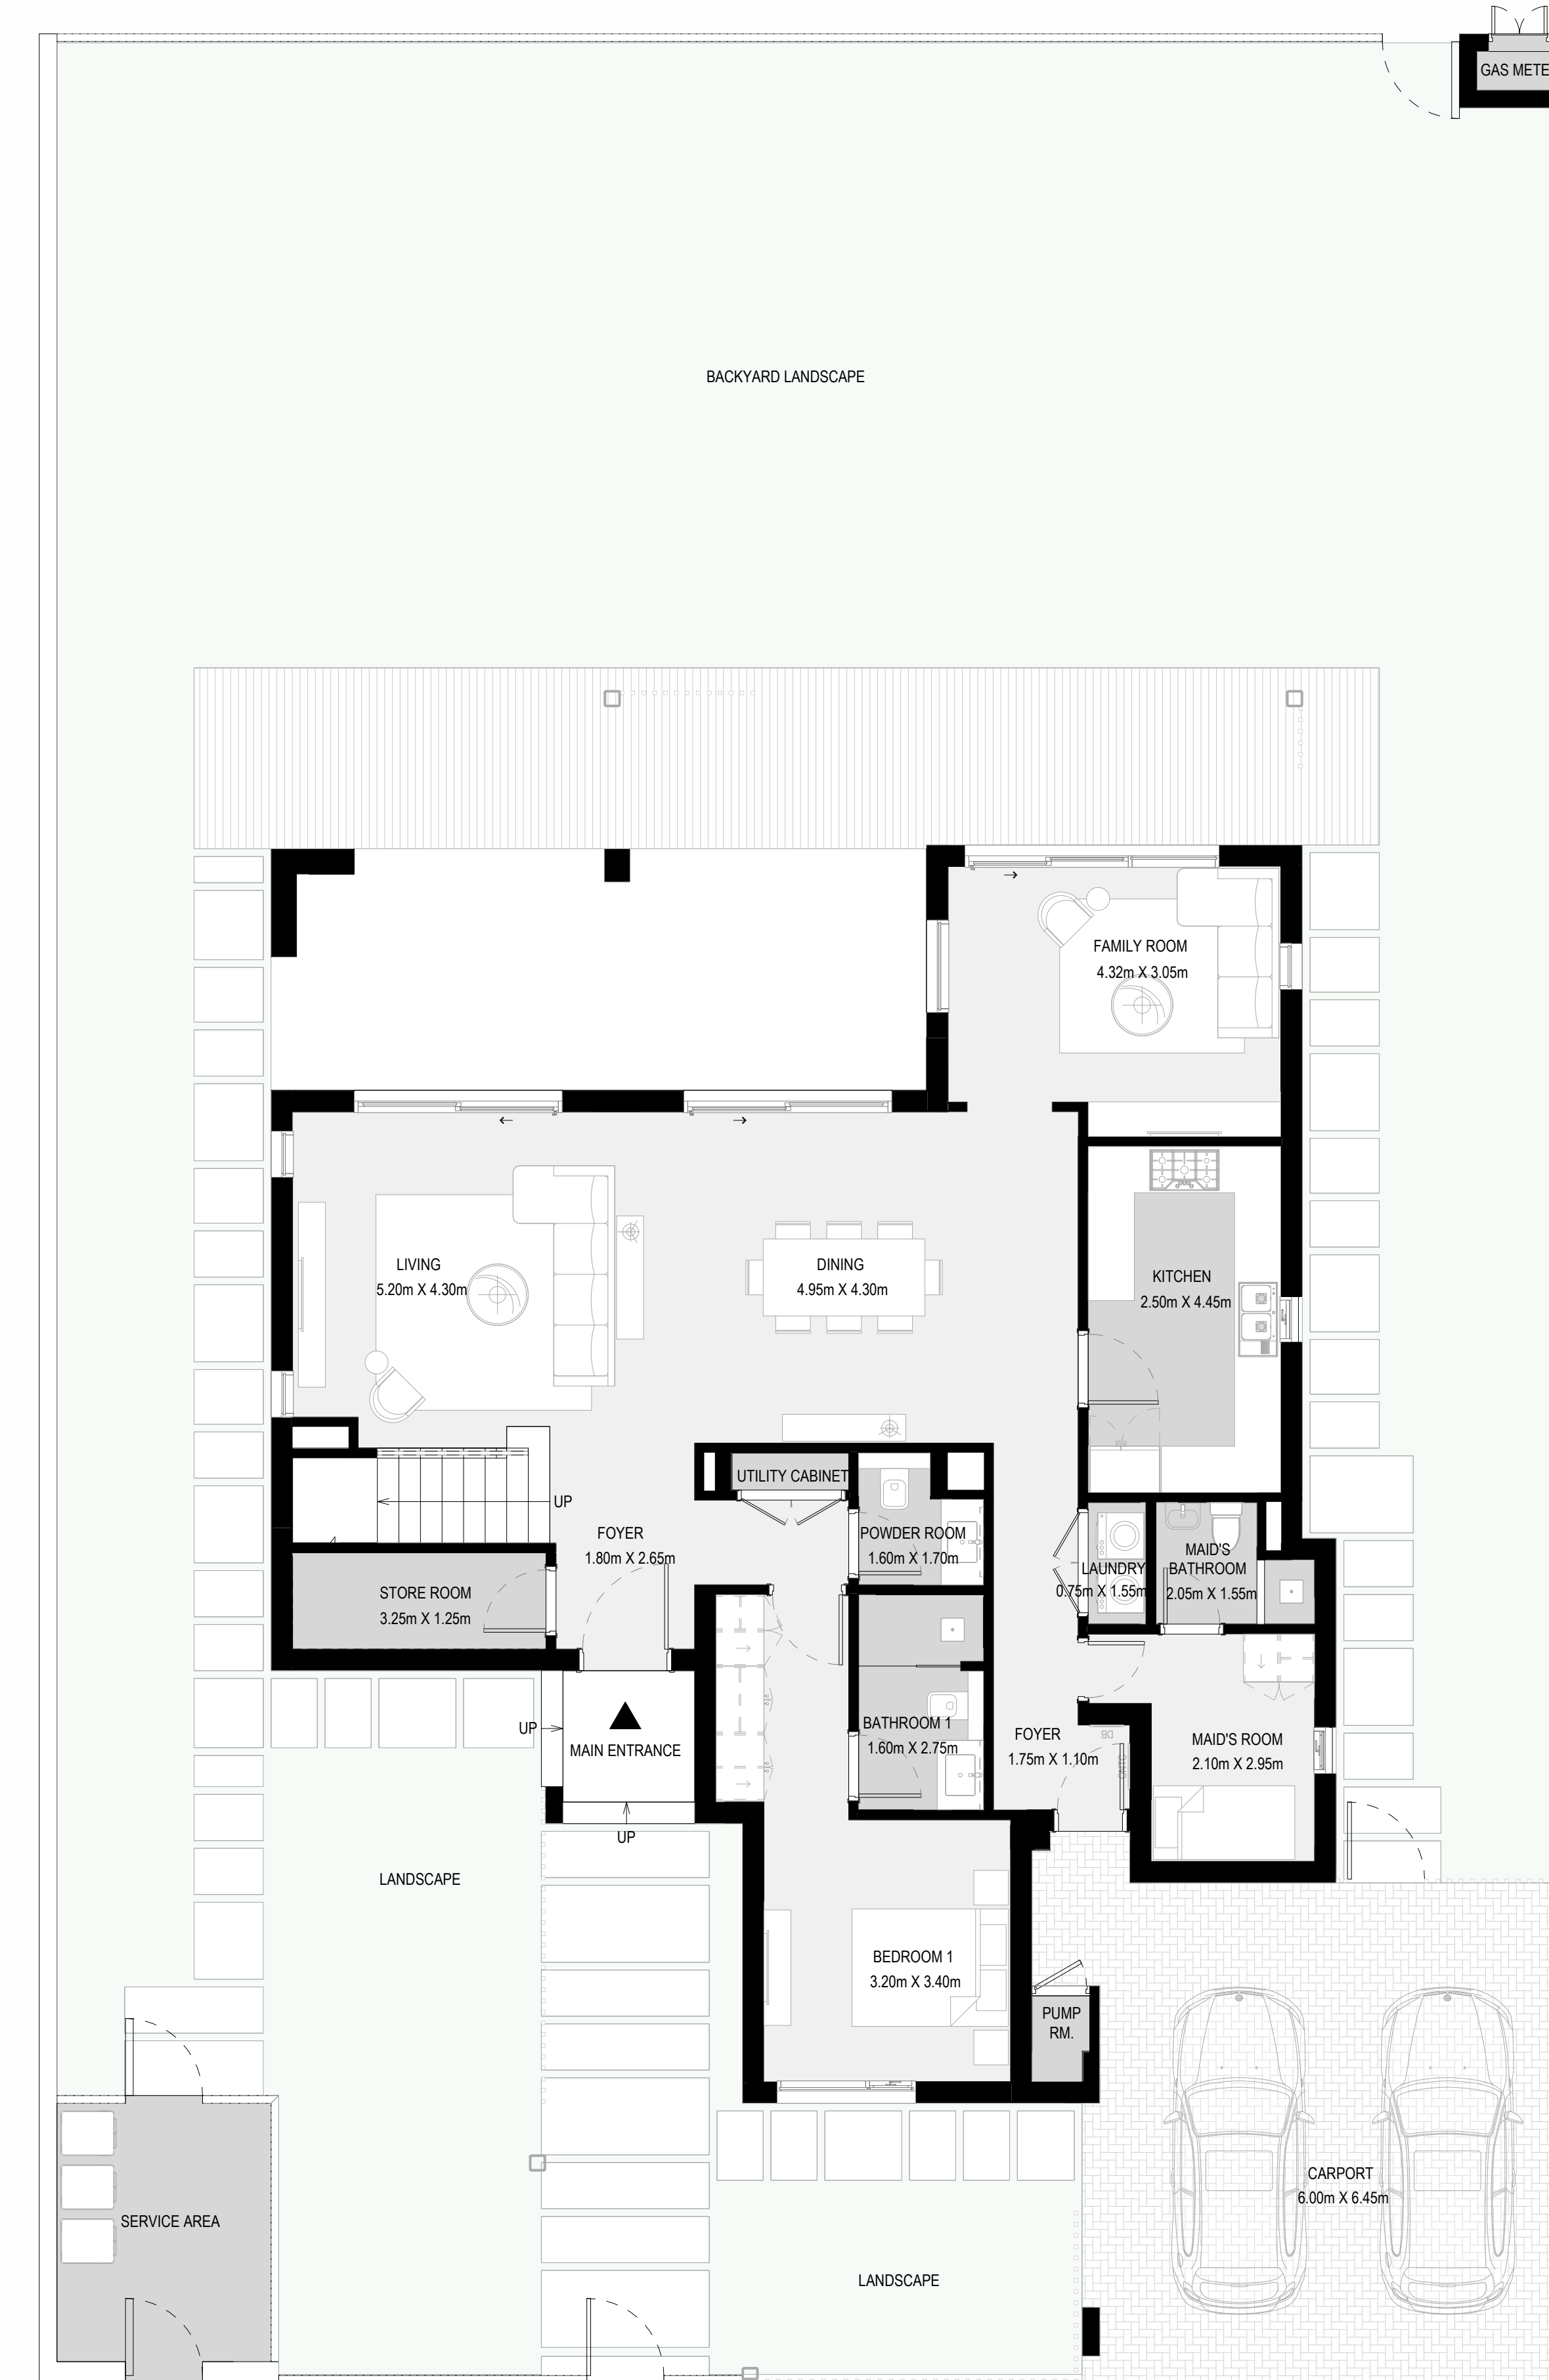 GAS METE
BACKYARD LANDSCAPE
FAMILY ROOM
4.32m X 3.05m
LIVING
5.20m X 4.30m
DINING
4.95m X 4.30m
KITCHEN
2.50m X 4.45m
UTILITY CABINET
UP
FOYER
1.80m X 2.65m
POWDER ROOM
1.60m X 1.70m
LAUNDRY
0.75m X 1.55m
MAID'S
BATHROOM
2.05m X 1.55m
STORE ROOM
3.25m X 1.25m
UP
MAIN ENTRANCE
UP
BATHROOM 1
1.60m X 2.75m
FOYER
1.75m X 1.10m
DB
MAID'S ROOM
2.10m X 2.95m
LANDSCAPE
BEDROOM 1
3.20m X 3.40m
PUMP
RM.
CARPORT
6.00m X 6.45m
SERVICE AREA
LANDSCAPE